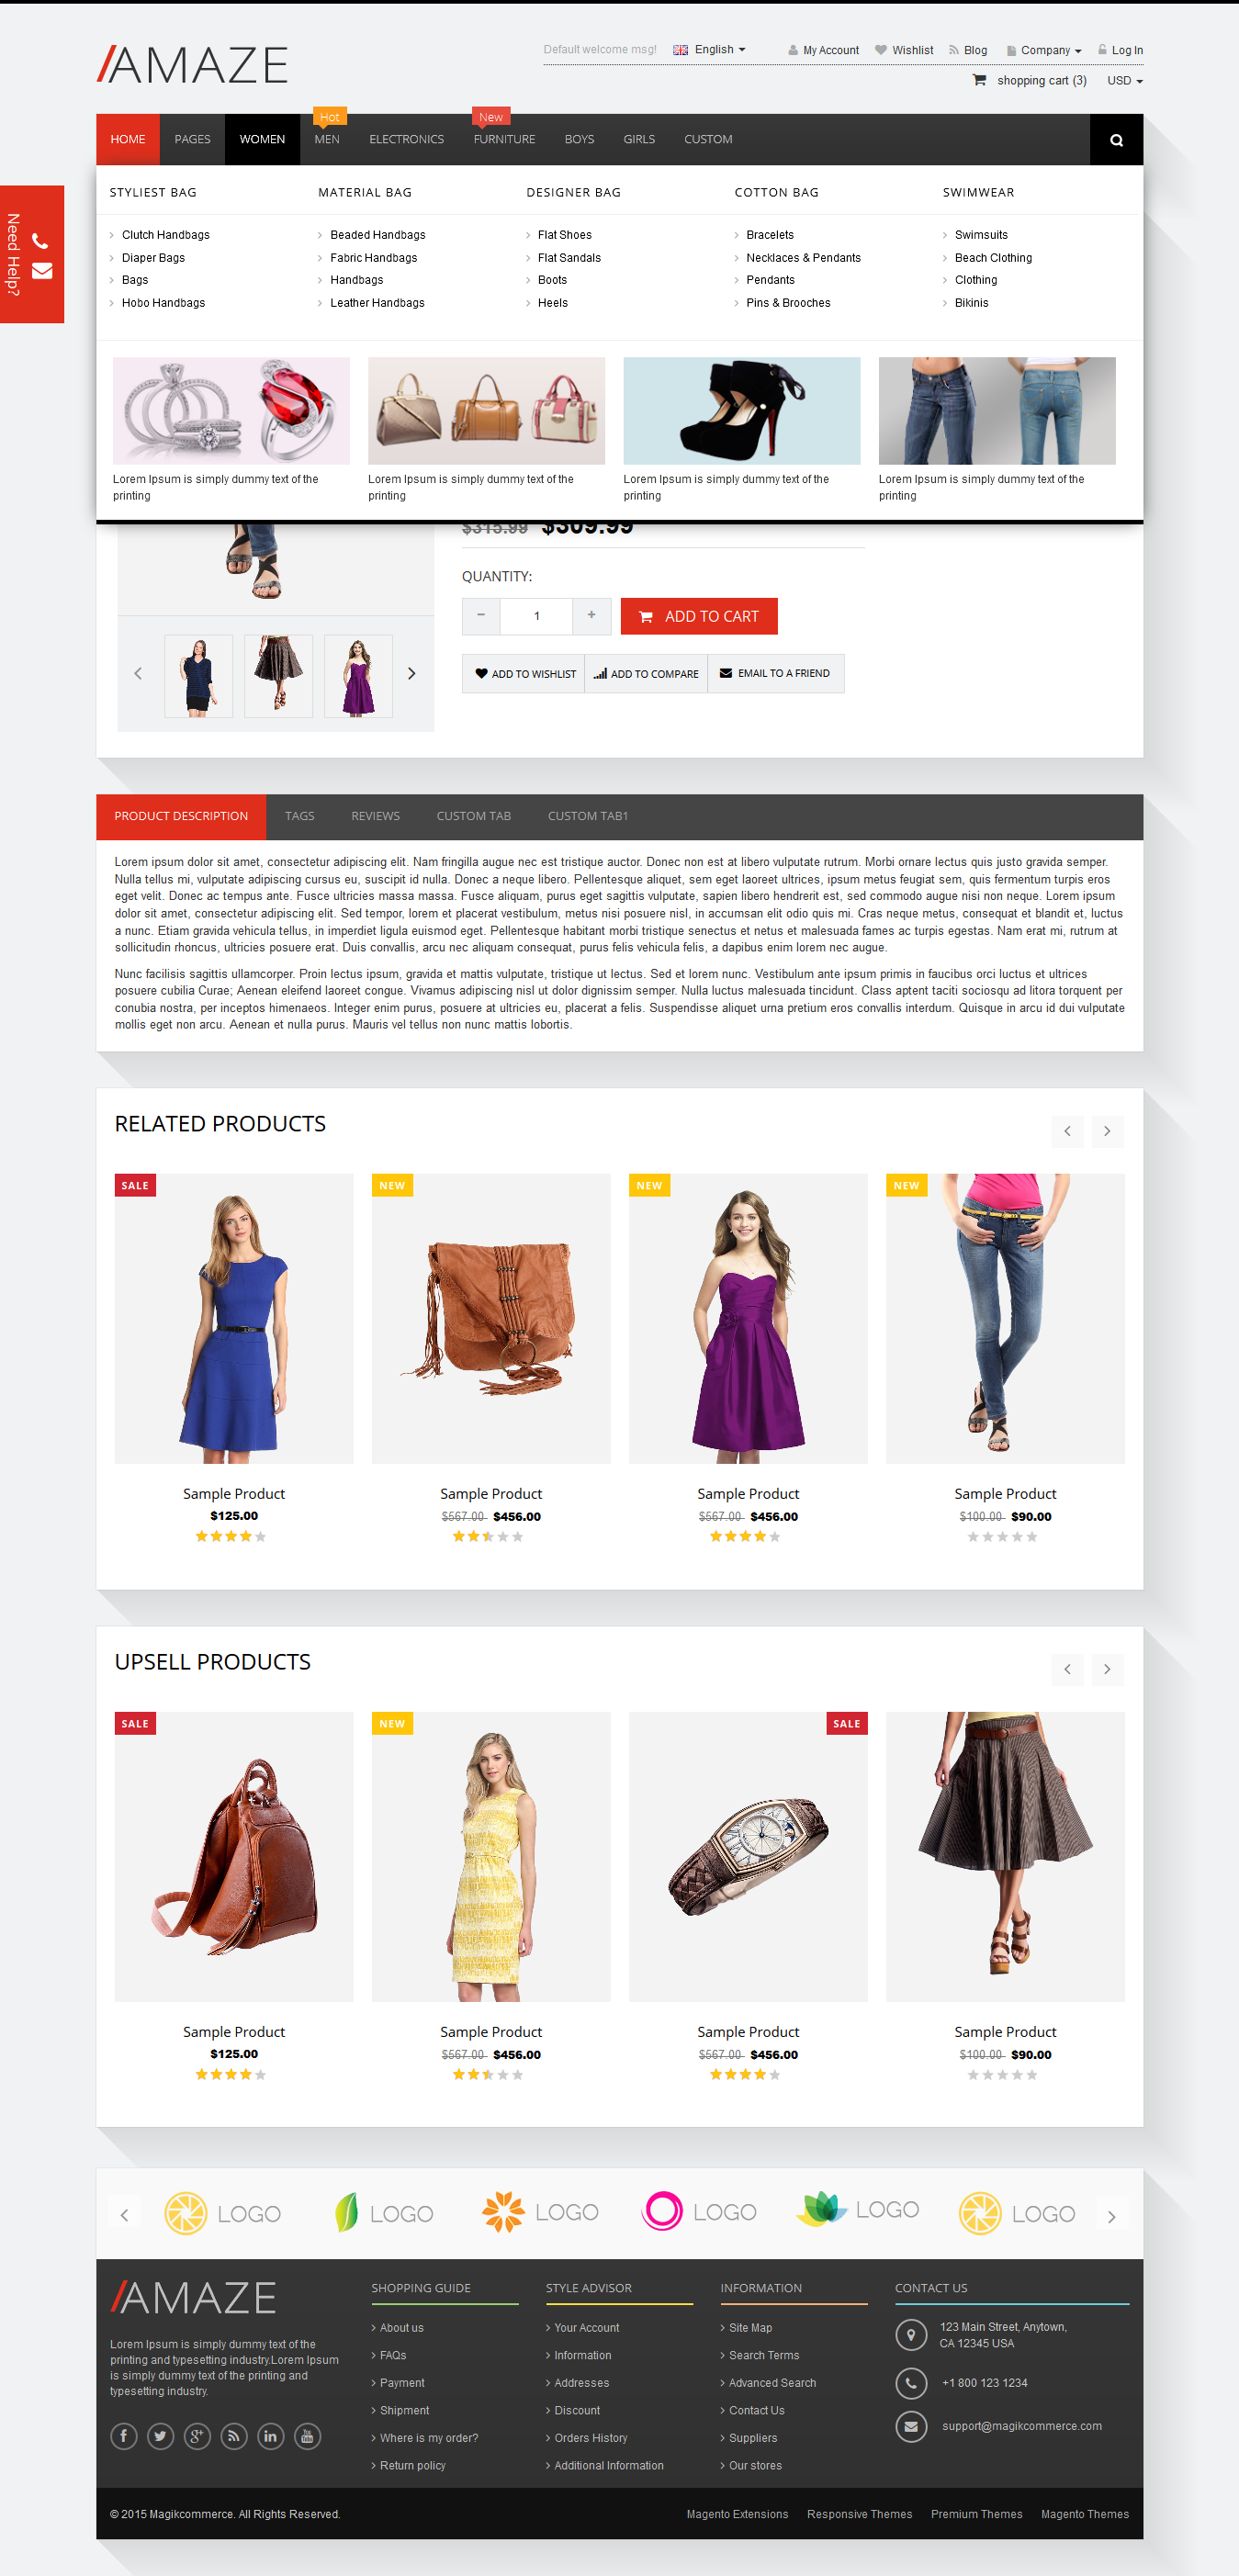 /AMAZE
Default welcome msg! English My Account Wishlist Blog Company Log In
shopping cart (3) USD
Hot New
HOME PAGES WOMEN MEN ELECTRONICS FURNITURE BOYS GIRLS CUSTOM
Need Help?
STYLIEST BAG MATERIAL BAG DESIGNER BAG COTTON BAG SWIMWEAR
Clutch Handbags Beaded Handbags Flat Shoes Bracelets Swimsuits
Diaper Bags Fabric Handbags Flat Sandals Necklaces & Pendants Beach Clothing
Bags Handbags Boots Pendants Clothing
Hobo Handbags Leather Handbags Heels Pins & Brooches Bikinis
Lorem Ipsum is simply dummy text of the Lorem Ipsum is simply dummy text of the Lorem Ipsum is simply dummy text of the Lorem Ipsum is simply dummy text of the
printing printing printing printing
$315.99 $309.99
QUANTITY:
- 1 + ADD TO CART
ADD TO WISHLIST ADD TO COMPARE EMAIL TO A FRIEND
PRODUCT DESCRIPTION TAGS REVIEWS CUSTOM TAB CUSTOM TAB1
Lorem ipsum dolor sit amet, consectetur adipiscing elit. Nam fringilla augue nec est tristique auctor. Donec non est at libero vulputate rutrum. Morbi ornare lectus quis justo gravida semper.
Nulla tellus mi, vulputate adipiscing cursus eu, suscipit id nulla. Donec a neque libero. Pellentesque aliquet, sem eget laoreet ultrices, ipsum metus feugiat sem, quis fermentum turpis eros
eget velit. Donec ac tempus ante. Fusce ultricies massa massa. Fusce aliquam, purus eget sagittis vulputate, sapien libero hendrerit est, sed commodo augue nisi non neque. Lorem ipsum
dolor sit amet, consectetur adipiscing elit. Sed tempor, lorem et placerat vestibulum, metus nisi posuere nisl, in accumsan elit odio quis mi. Cras neque metus, consequat et blandit et, luctus
a nunc. Etiam gravida vehicula tellus, in imperdiet ligula euismod eget. Pellentesque habitant morbi tristique senectus et netus et malesuada fames ac turpis egestas. Nam erat mi, rutrum at
sollicitudin rhoncus, ultricies posuere erat. Duis convallis, arcu nec aliquam consequat, purus felis vehicula felis, a dapibus enim lorem nec augue.
Nunc facilisis sagittis ullamcorper. Proin lectus ipsum, gravida et mattis vulputate, tristique ut lectus. Sed et lorem nunc. Vestibulum ante ipsum primis in faucibus orci luctus et ultrices
posuere cubilia Curae; Aenean eleifend laoreet congue. Vivamus adipiscing nisl ut dolor dignissim semper. Nulla luctus malesuada tincidunt. Class aptent taciti sociosqu ad litora torquent per
conubia nostra, per inceptos himenaeos. Integer enim purus, posuere at ultricies eu, placerat a felis. Suspendisse aliquet urna pretium eros convallis interdum. Quisque in arcu id dui vulputate
mollis eget non arcu. Aenean et nulla purus. Mauris vel tellus non nunc mattis lobortis.
RELATED PRODUCTS
SALE NEW NEW NEW
Sample Product Sample Product Sample Product Sample Product
$125.00 $567.00 $456.00 $567.00 $456.00 $100.00 $90.00
UPSELL PRODUCTS
SALE NEW SALE
Sample Product Sample Product Sample Product Sample Product
$125.00 $567.00 $456.00 $567.00 $456.00 $100.00 $90.00
LOGO LOGO LOGO LOGO LOGO LOGO
/AMAZE
Lorem Ipsum is simply dummy text of the
printing and typesetting industry.Lorem Ipsum
is simply dummy text of the printing and
typesetting industry.
SHOPPING GUIDE
About us
FAQs
Payment
Shipment
Where is my order?
Return policy
STYLE ADVISOR
Your Account
Information
Addresses
Discount
Orders History
Additional Information
INFORMATION
Site Map
Search Terms
Advanced Search
Contact Us
Suppliers
Our stores
CONTACT US
123 Main Street, Anytown,
CA 12345 USA
+1 800 123 1234
support@magikcommerce.com
© 2015 Magikcommerce. All Rights Reserved. Magento Extensions Responsive Themes Premium Themes Magento Themes